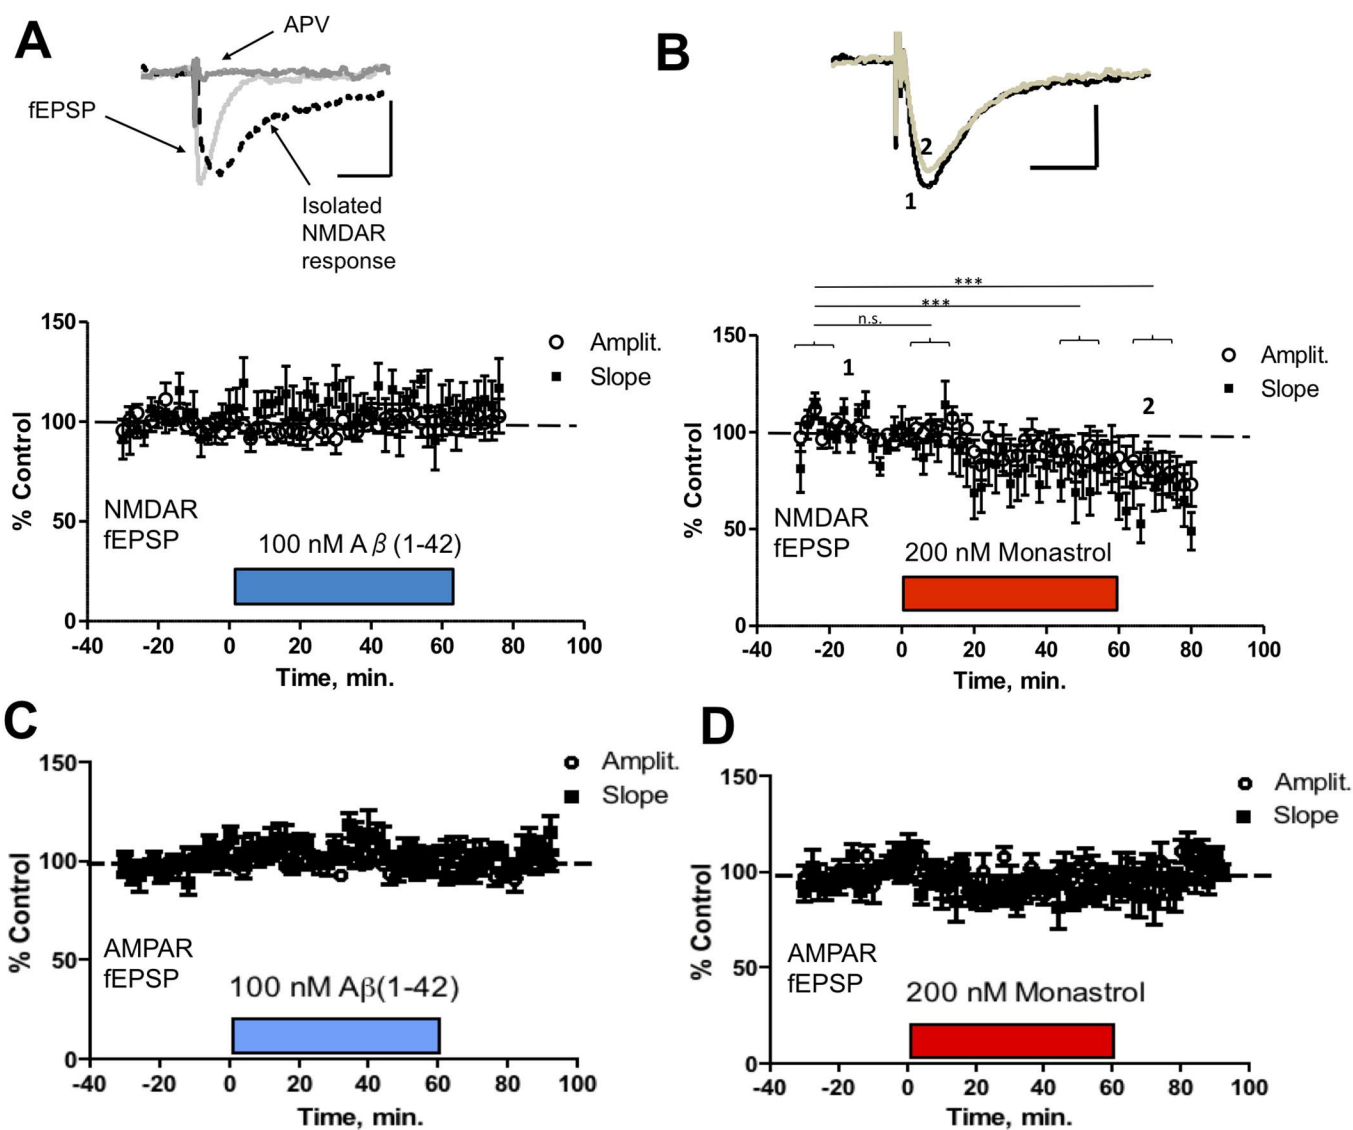 A
APV
fEPSP
Isolated
NMDAR
response
150
100
50
0
% Control
Amplit.
Slope
NMDAR
fEPSP
100 nM A β (1-42)
-40 -20 0 20 40 60 80 100
Time, min.
B
2
1
***
***
n.s.
150
100
50
0
% Control
1
2
Amplit.
Slope
NMDAR
fEPSP
200 nM Monastrol
-40 -20 0 20 40 60 80 100
Time, min.
C
150
100
50
0
% Control
Amplit.
Slope
AMPAR
fEPSP
100 nM Aβ(1-42)
-40 -20 0 20 40 60 80 100
Time, min.
D
150
100
50
0
% Control
Amplit.
Slope
AMPAR
fEPSP
200 nM Monastrol
-40 -20 0 20 40 60 80 100
Time, min.